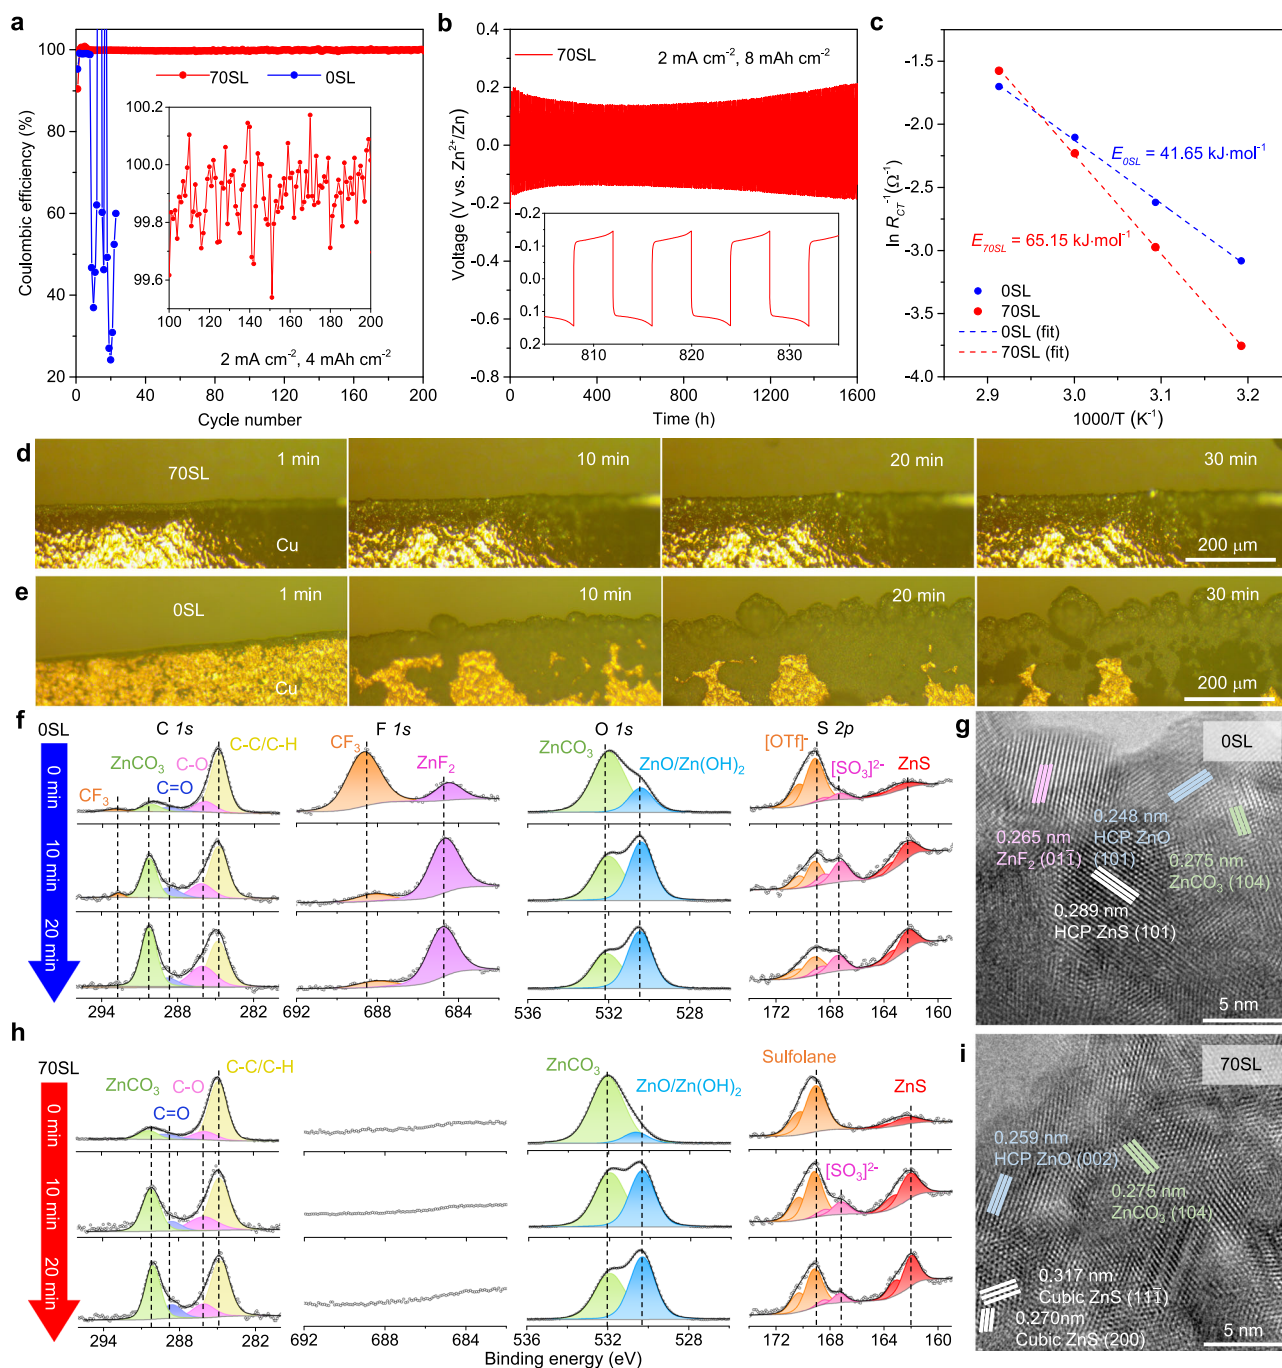 a
Coulombic efficiency (%)
100
80
60
40
20
70SL
0SL
100.2
100.0
99.8
99.6
100 120 140 160 180 200
2 mA cm⁻², 4 mAh cm⁻²
0 40 80 120 160 200
Cycle number
b
Voltage (V vs. Zn²⁺/Zn)
0.4
0.2
0.0
-0.2
-0.4
-0.6
-0.8
70SL
2 mA cm⁻², 8 mAh cm⁻²
-0.2
-0.1
0.0
0.1
0.2
810 820 830
0 400 800 1200 1600
Time (h)
c
ln R_CT⁻¹(Ω⁻¹)
-1.5
-2.0
-2.5
-3.0
-3.5
-4.0
E_0SL = 41.65 kJ·mol⁻¹
E_70SL = 65.15 kJ·mol⁻¹
0SL
70SL
0SL (fit)
70SL (fit)
2.9 3.0 3.1 3.2
1000/T (K⁻¹)
d
70SL
1 min
10 min
20 min
30 min
Cu
200 µm
e
0SL
1 min
10 min
20 min
30 min
Cu
200 µm
f
0SL
0 min
10 min
20 min
C 1s
CF₃
ZnCO₃
C=O
C-O
C-C/C-H
294 288 282
F 1s
CF₃
ZnF₂
692 688 684
O 1s
ZnCO₃
ZnO/Zn(OH)₂
536 532 528
S 2p
[OTf]⁻
[SO₃]²⁻
ZnS
172 168 164 160
g
0SL
0.265 nm
ZnF₂ (011̄)
0.248 nm
HCP ZnO
(101)
0.275 nm
ZnCO₃
(104)
0.289 nm
HCP ZnS (101)
5 nm
h
70SL
0 min
10 min
20 min
ZnCO₃
C=O
C-O
C-C/C-H
294 288 282
692 688 684
ZnCO₃
ZnO/Zn(OH)₂
536 532 528
Sulfolane
[SO₃]²⁻
ZnS
172 168 164 160
Binding energy (eV)
i
70SL
0.259 nm
HCP ZnO (002)
0.275 nm
ZnCO₃ (104)
0.317 nm
Cubic ZnS (111̄)
0.270nm
Cubic ZnS (200)
5 nm